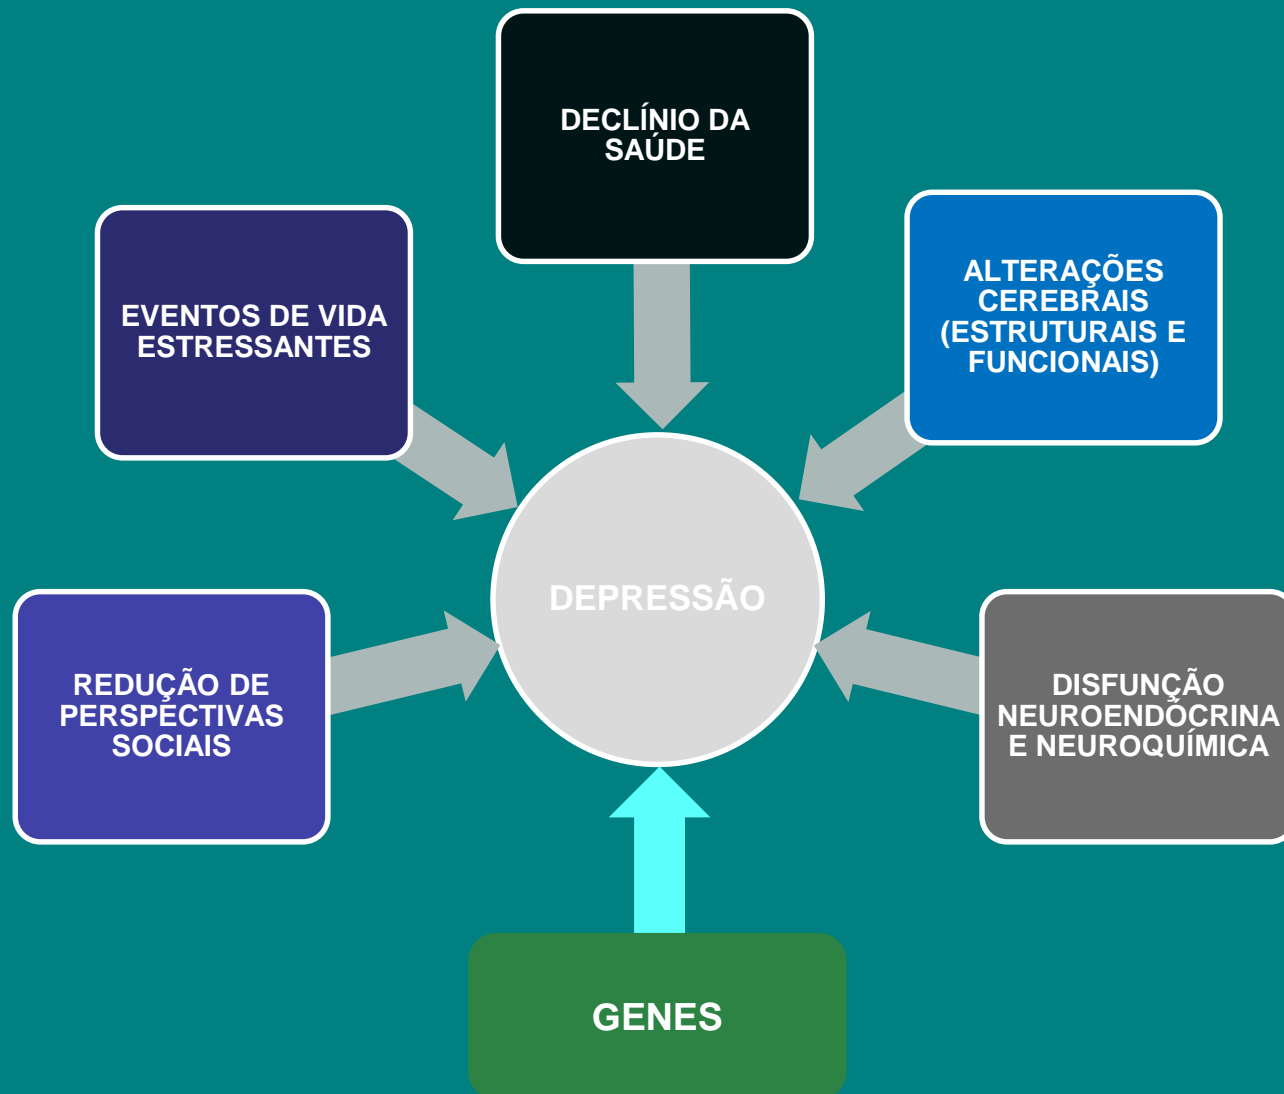 DECLÍNIO DA
SAÚDE
EVENTOS DE VIDA
ESTRESSANTES
ALTERAÇÕES
CEREBRAIS
(ESTRUTURAIS E
FUNCIONAIS)
DEPRESSÃO
REDUÇÃO DE
PERSPECTIVAS
SOCIAIS
DISFUNÇÃO
NEUROENDÓCRINA
E NEUROQUÍMICA
GENES